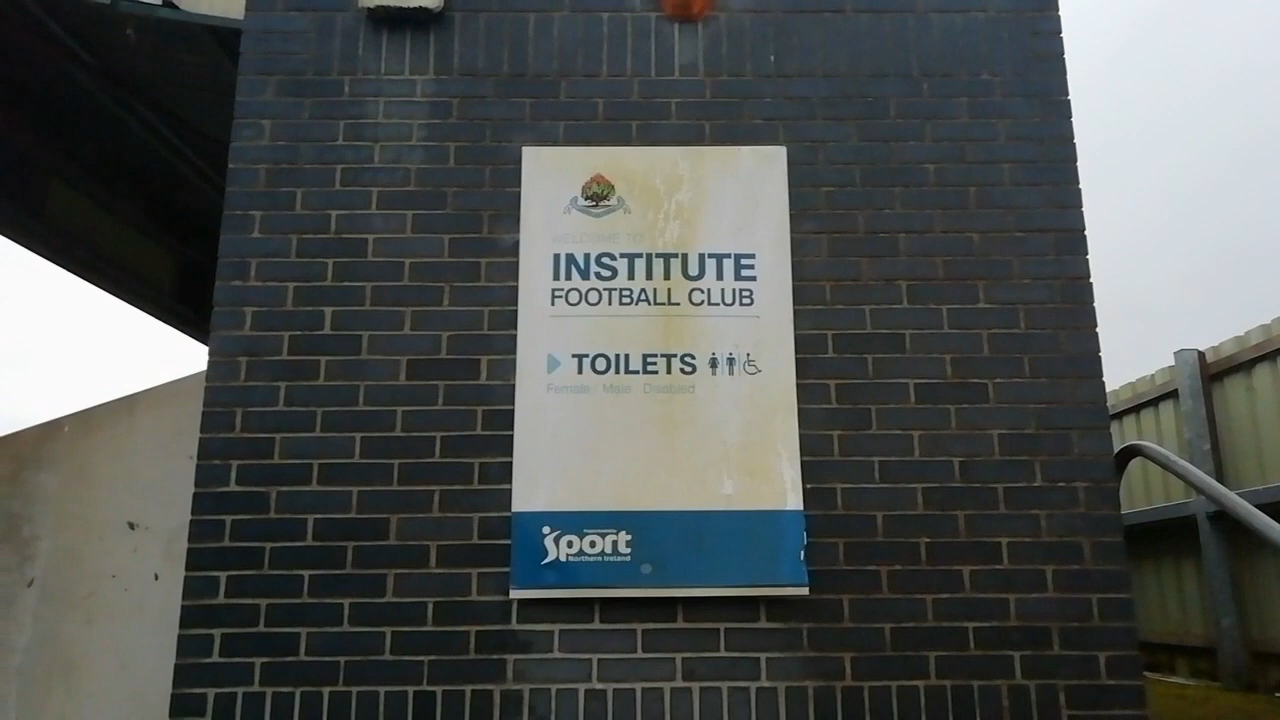 WELCOME TO
INSTITUTE
FOOTBALL CLUB
TOILETS
Female Male Disabled
Sport
Northern Ireland